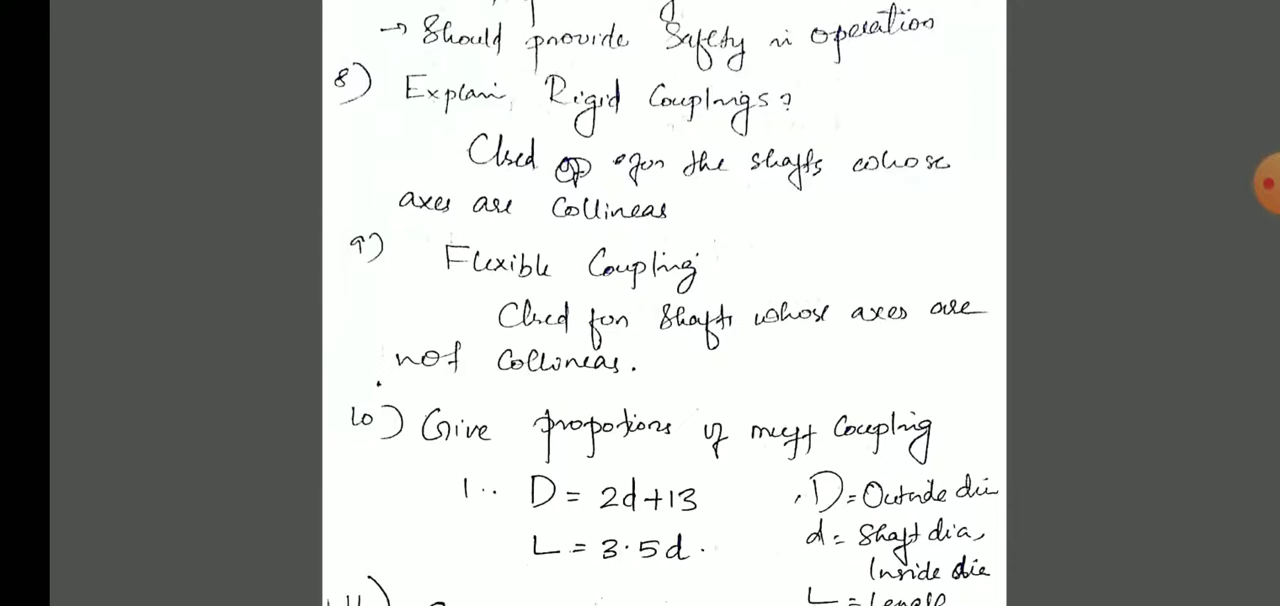 → Should provide Safety in operation
8) Explain Rigid Couplings?
Used for the shafts whose
axes are Collinear
9) Flexible Coupling
Used for Shafts whose axes are
not Collinear.
10) Give propotions of muff Coupling
1.. D = 2d+13 , D = Outside dia
L = 3.5d. d = Shaft dia,
Inside dia
L = Length